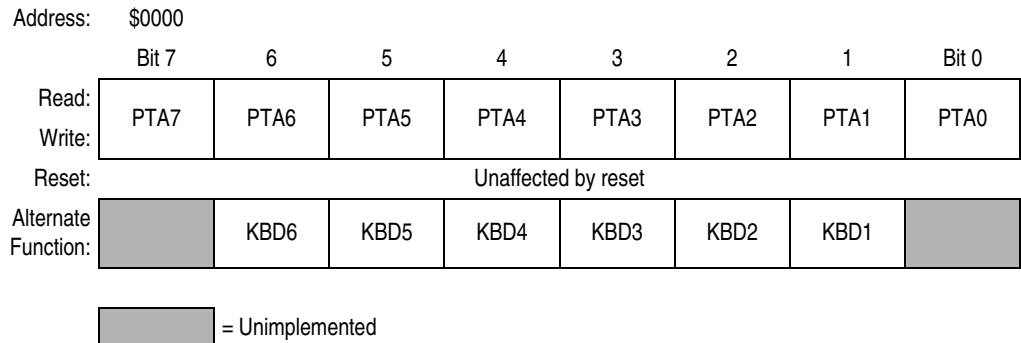 Address: $0000
Bit 7 6 5 4 3 2 1 Bit 0
Read:
PTA7 PTA6 PTA5 PTA4 PTA3 PTA2 PTA1 PTA0
Write:
Reset: Unaffected by reset
Alternate
Function: KBD6 KBD5 KBD4 KBD3 KBD2 KBD1
= Unimplemented